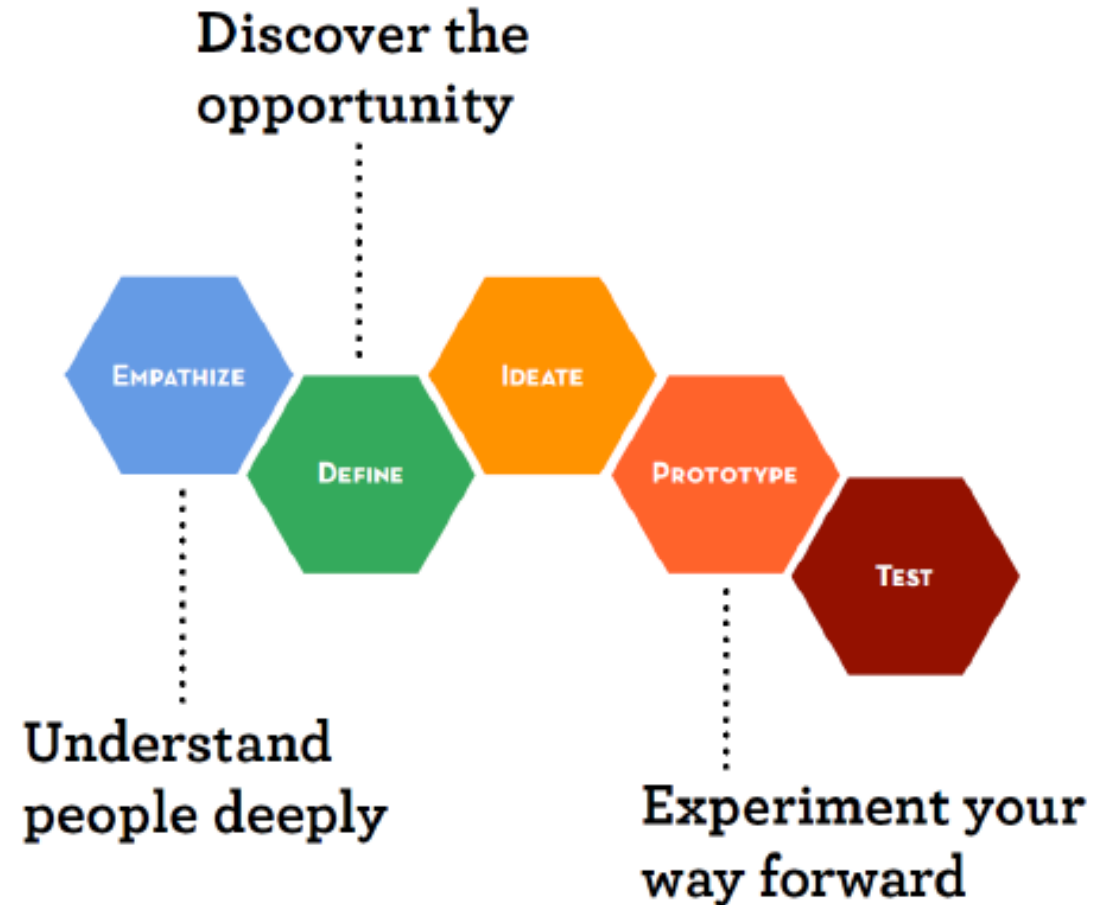 Discover the
opportunity
EMPATHIZE
IDEATE
DEFINE
PROTOTYPE
TEST
Understand
people deeply
Experiment your
way forward